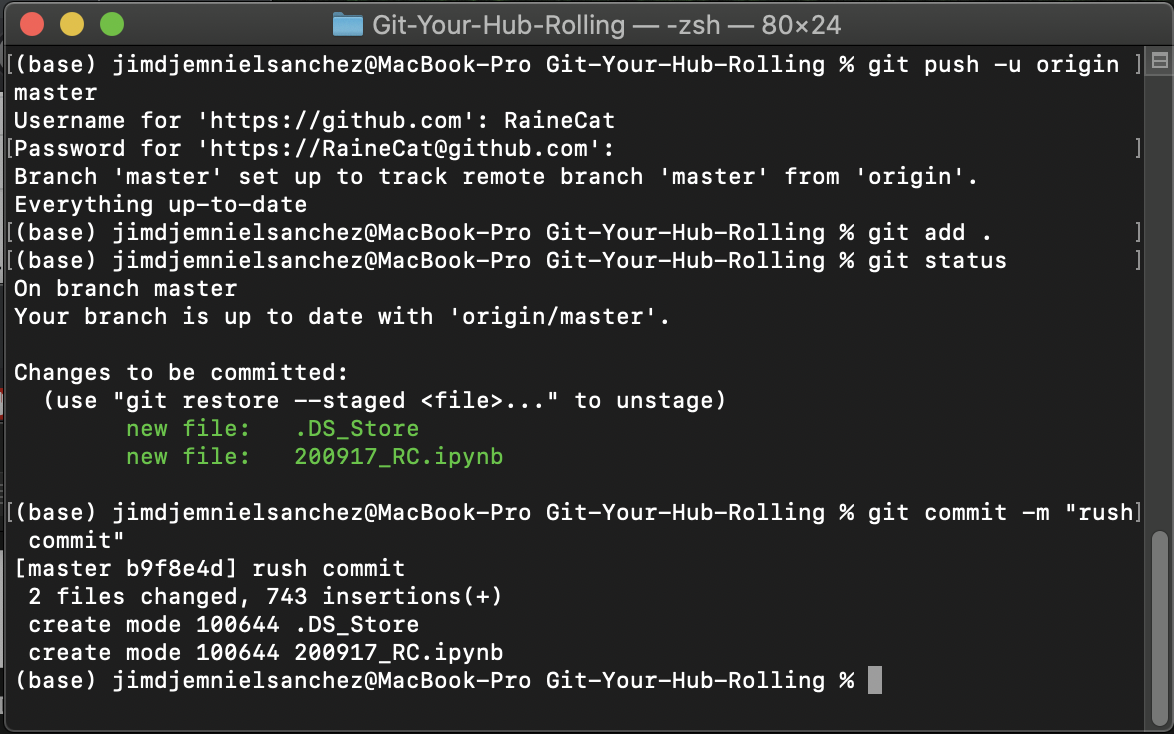 Git-Your-Hub-Rolling — -zsh — 80×24
[(base) jimdjemnielsanchez@MacBook-Pro Git-Your-Hub-Rolling % git push -u origin ]
master
Username for 'https://github.com': RaineCat
[Password for 'https://RaineCat@github.com': ]
Branch 'master' set up to track remote branch 'master' from 'origin'.
Everything up-to-date
[(base) jimdjemnielsanchez@MacBook-Pro Git-Your-Hub-Rolling % git add . ]
[(base) jimdjemnielsanchez@MacBook-Pro Git-Your-Hub-Rolling % git status ]
On branch master
Your branch is up to date with 'origin/master'.
Changes to be committed:
  (use "git restore --staged <file>..." to unstage)
        new file:   .DS_Store
        new file:   200917_RC.ipynb
[(base) jimdjemnielsanchez@MacBook-Pro Git-Your-Hub-Rolling % git commit -m "rush]
 commit"
[master b9f8e4d] rush commit
 2 files changed, 743 insertions(+)
 create mode 100644 .DS_Store
 create mode 100644 200917_RC.ipynb
(base) jimdjemnielsanchez@MacBook-Pro Git-Your-Hub-Rolling %